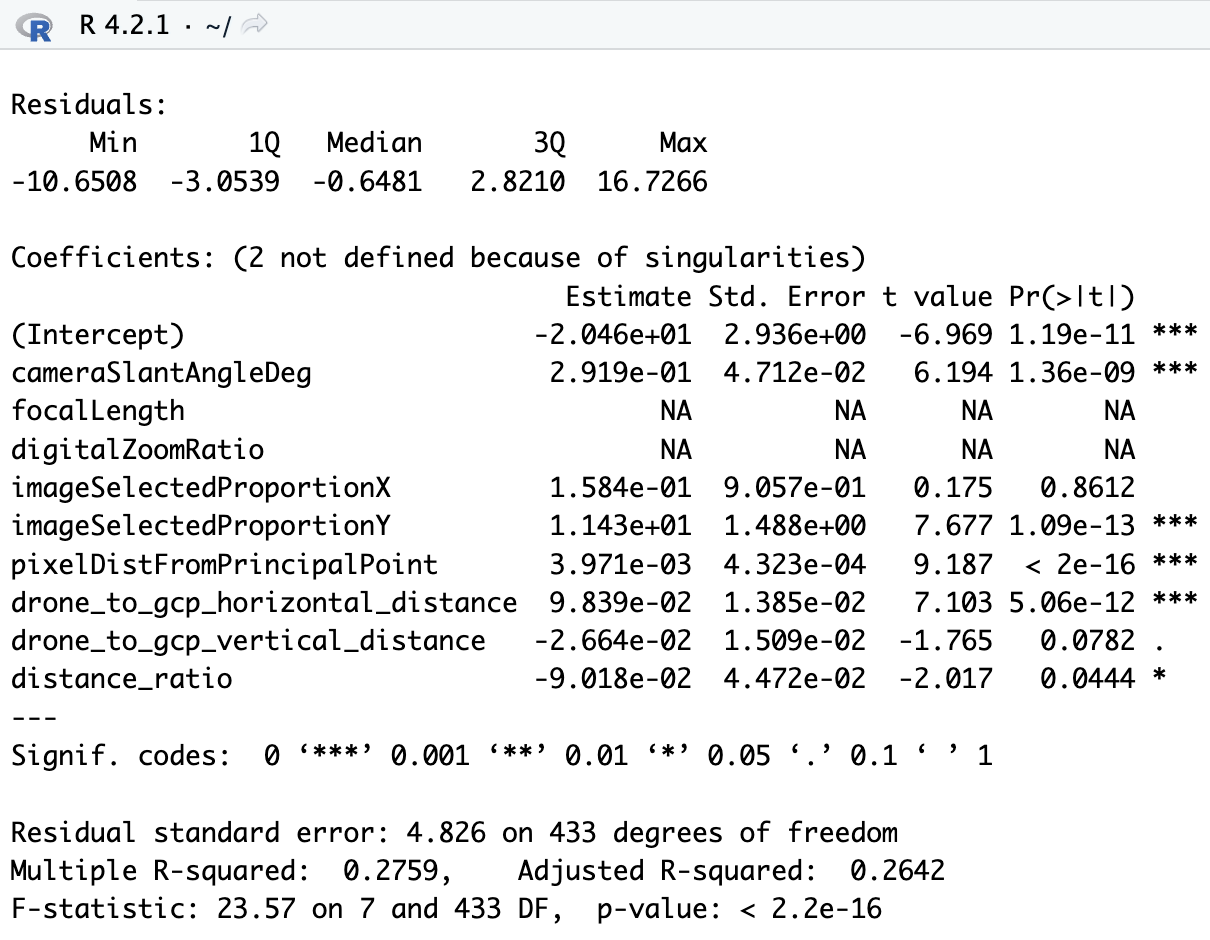 R 4.2.1 · ~/
Residuals:
     Min       1Q   Median       3Q      Max
-10.6508  -3.0539  -0.6481   2.8210  16.7266
Coefficients: (2 not defined because of singularities)
                                   Estimate Std. Error t value Pr(>|t|)
(Intercept)                      -2.046e+01  2.936e+00  -6.969 1.19e-11 ***
cameraSlantAngleDeg               2.919e-01  4.712e-02   6.194 1.36e-09 ***
focalLength                              NA         NA      NA       NA
digitalZoomRatio                         NA         NA      NA       NA
imageSelectedProportionX          1.584e-01  9.057e-01   0.175   0.8612
imageSelectedProportionY          1.143e+01  1.488e+00   7.677 1.09e-13 ***
pixelDistFromPrincipalPoint       3.971e-03  4.323e-04   9.187  < 2e-16 ***
drone_to_gcp_horizontal_distance  9.839e-02  1.385e-02   7.103 5.06e-12 ***
drone_to_gcp_vertical_distance   -2.664e-02  1.509e-02  -1.765   0.0782 .
distance_ratio                   -9.018e-02  4.472e-02  -2.017   0.0444 *
---
Signif. codes:  0 ‘***’ 0.001 ‘**’ 0.01 ‘*’ 0.05 ‘.’ 0.1 ‘ ’ 1
Residual standard error: 4.826 on 433 degrees of freedom
Multiple R-squared:  0.2759,    Adjusted R-squared:  0.2642
F-statistic: 23.57 on 7 and 433 DF,  p-value: < 2.2e-16